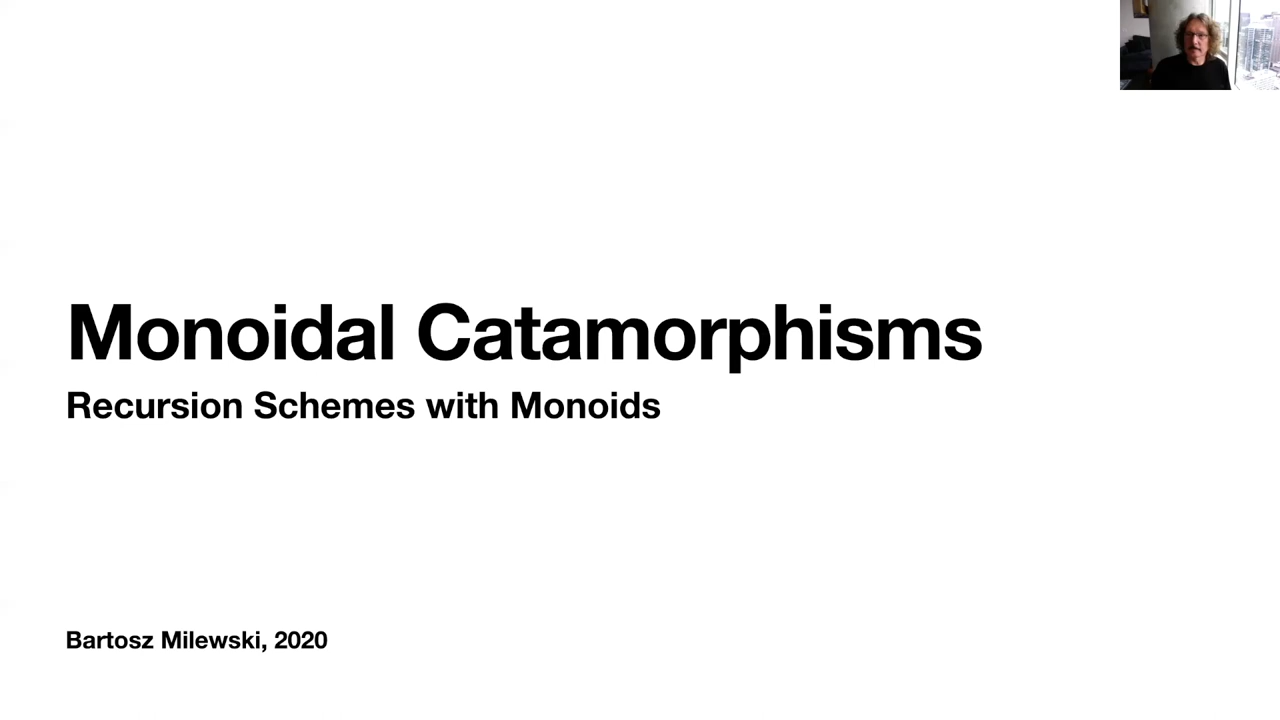 Monoidal Catamorphisms
Recursion Schemes with Monoids
Bartosz Milewski, 2020